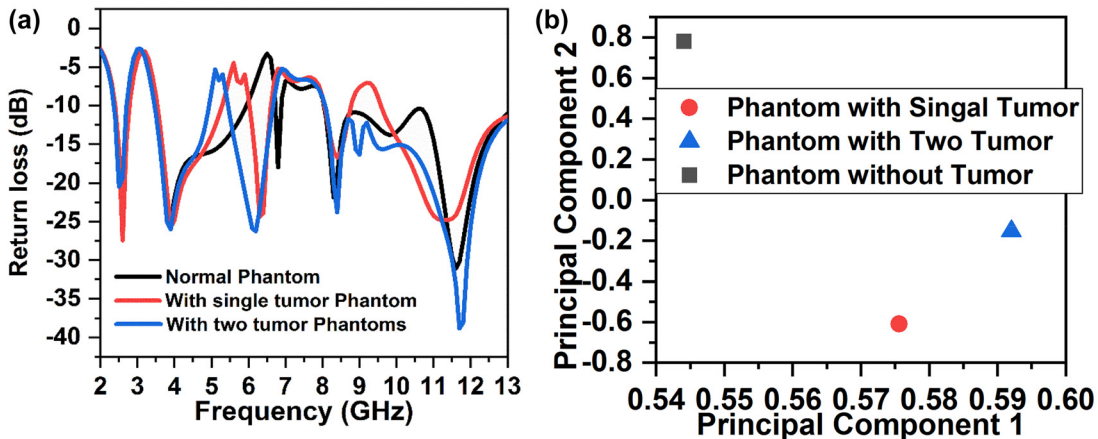 (a)
0
-5
-10
-15
-20
-25
-30
-35
-40
Return loss (dB)
Normal Phantom
With single tumor Phantom
With two tumor Phantoms
2 3 4 5 6 7 8 9 10 11 12 13
Frequency (GHz)
(b)
0.8
0.6
0.4
0.2
0.0
-0.2
-0.4
-0.6
-0.8
Principal Component 2
Phantom with Singal Tumor
Phantom with Two Tumor
Phantom without Tumor
0.54 0.55 0.56 0.57 0.58 0.59 0.60
Principal Component 1